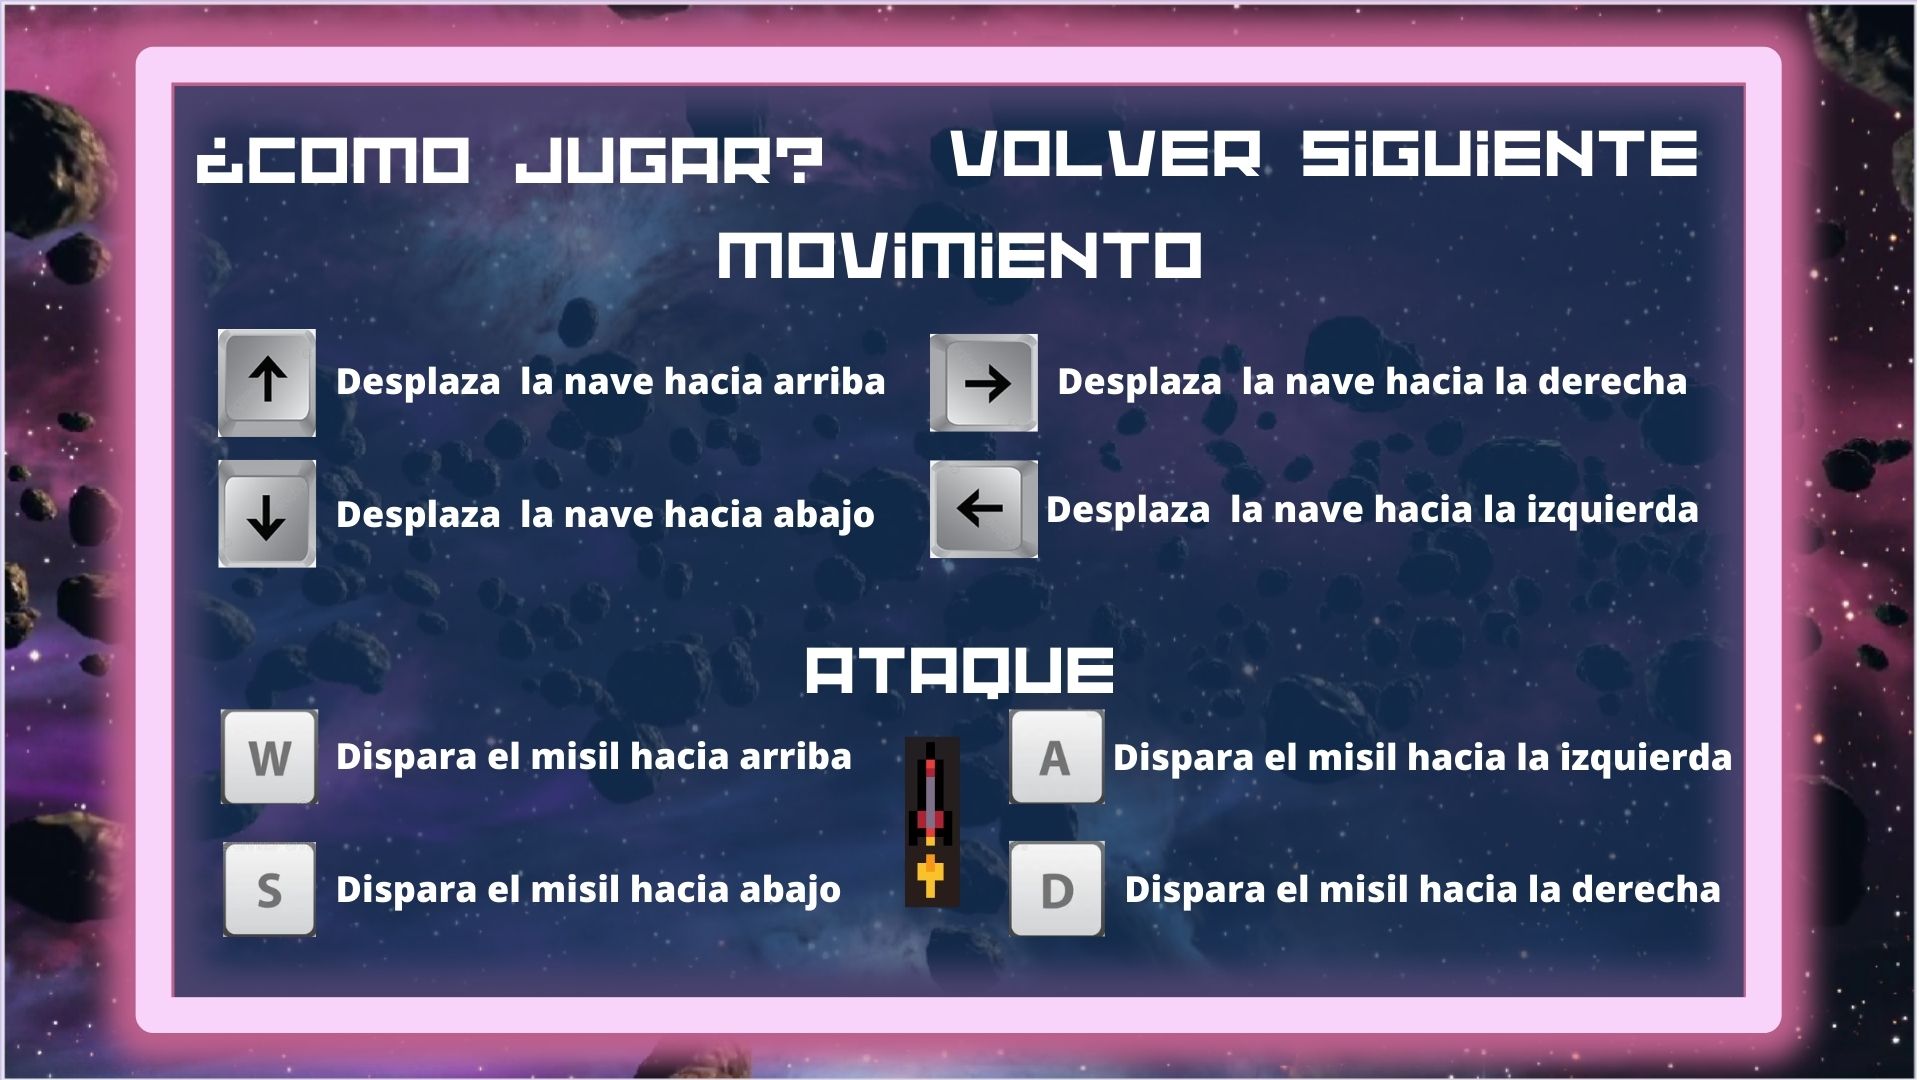 ¿COMO JUGAR?
VOLVER SiGUiENTE
MOViMiENTO
Desplaza la nave hacia arriba
Desplaza la nave hacia la derecha
Desplaza la nave hacia abajo
Desplaza la nave hacia la izquierda
ATAQUE
W
Dispara el misil hacia arriba
A
Dispara el misil hacia la izquierda
S
Dispara el misil hacia abajo
D
Dispara el misil hacia la derecha